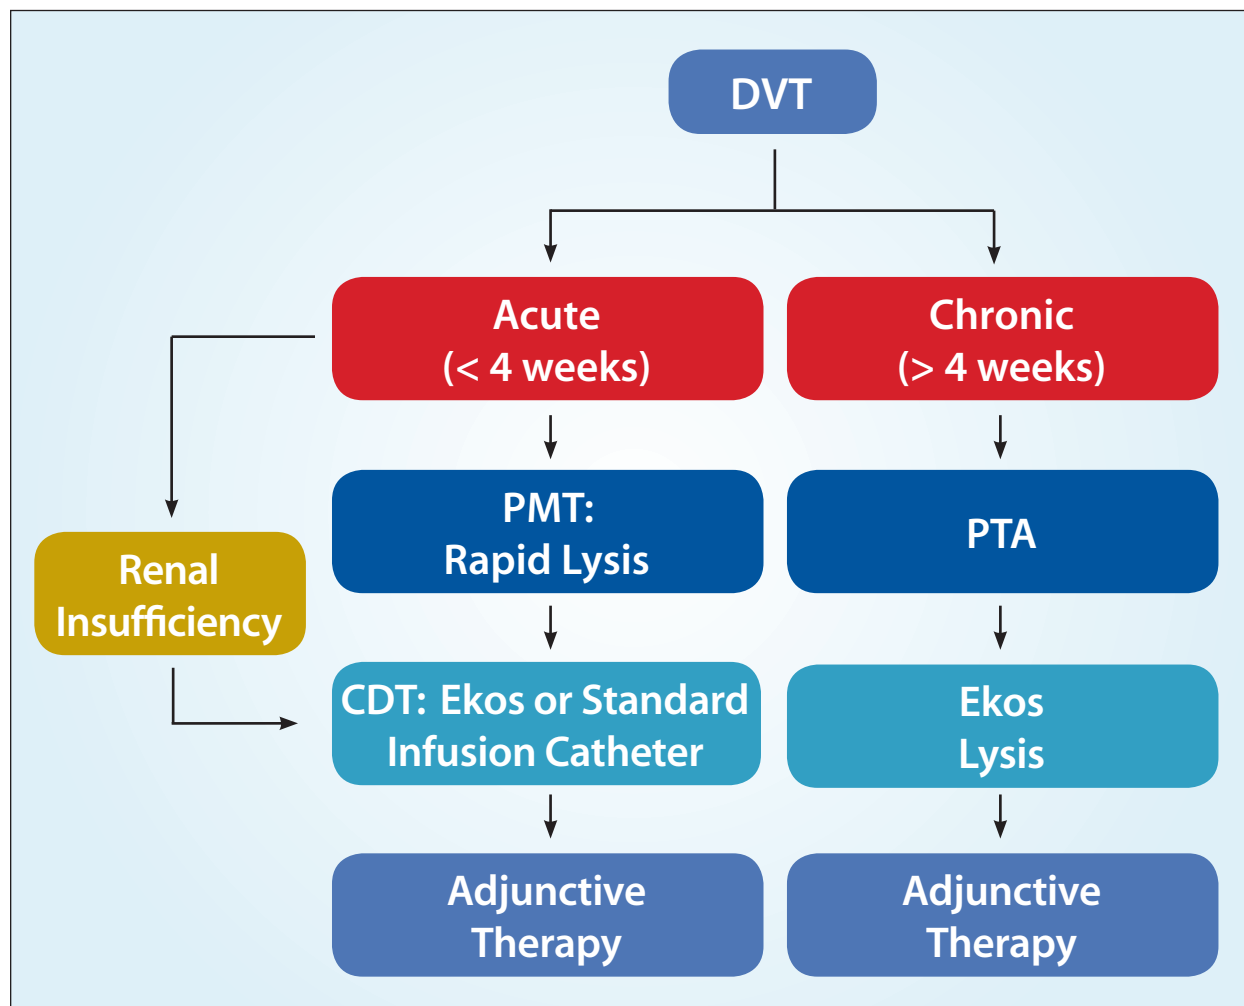 DVT
Acute
(< 4 weeks)
Chronic
(> 4 weeks)
PMT:
Rapid Lysis
PTA
Renal
Insufficiency
CDT: Ekos or Standard
Infusion Catheter
Ekos
Lysis
Adjunctive
Therapy
Adjunctive
Therapy